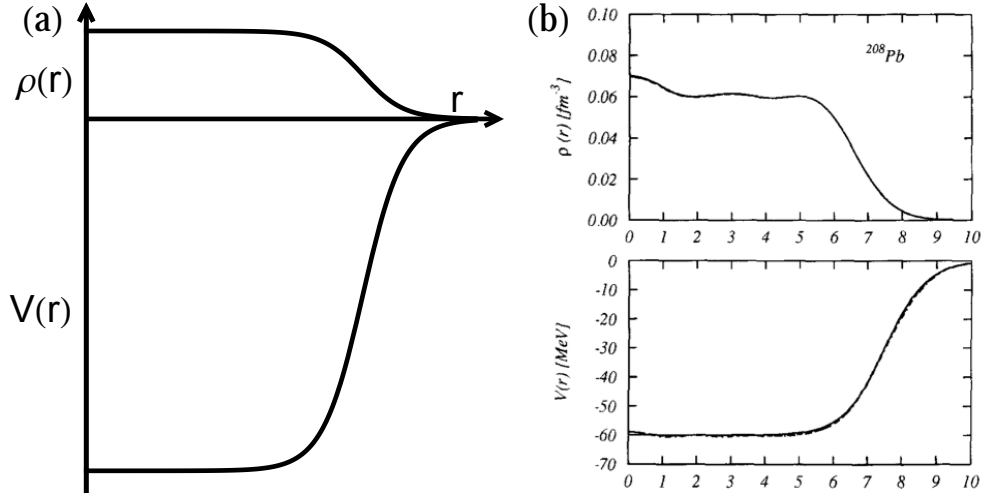 (a)
ρ(r)
r
V(r)
(b)
0.10
0.08
0.06
0.04
0.02
0.00
ρ (r) [fm⁻³]
²⁰⁸Pb
0 1 2 3 4 5 6 7 8 9 10
0
-10
-20
-30
-40
-50
-60
-70
V(r) [MeV]
0 1 2 3 4 5 6 7 8 9 10